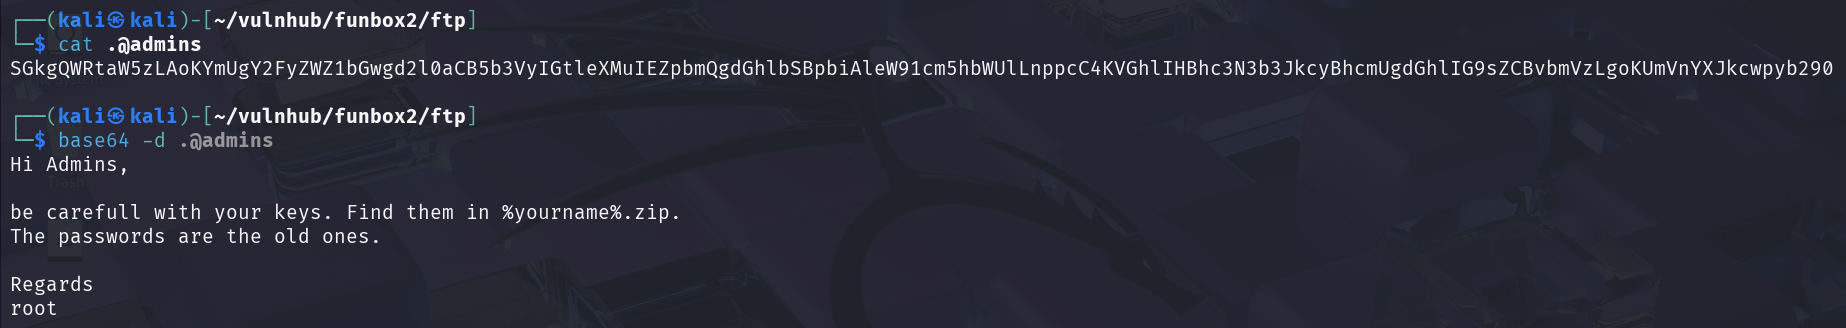 ┌──(kali㉿kali)-[~/vulnhub/funbox2/ftp]
└─$ cat .@admins
SGkgQWRtaW5zLAoKYmUgY2FyZWZ1bGwgd2l0aCB5b3VyIGtleXMuIEZpbmQgdGhlbSBpbiAleW91cm5hbWUlLnppcC4KVGhlIHBhc3N3b3JkcyBhcmUgdGhlIG9sZCBvbmVzLgoKUmVnYXJkcwpyb290
┌──(kali㉿kali)-[~/vulnhub/funbox2/ftp]
└─$ base64 -d .@admins
Hi Admins,
Trash
be carefull with your keys. Find them in %yourname%.zip.
The passwords are the old ones.
Regards
root